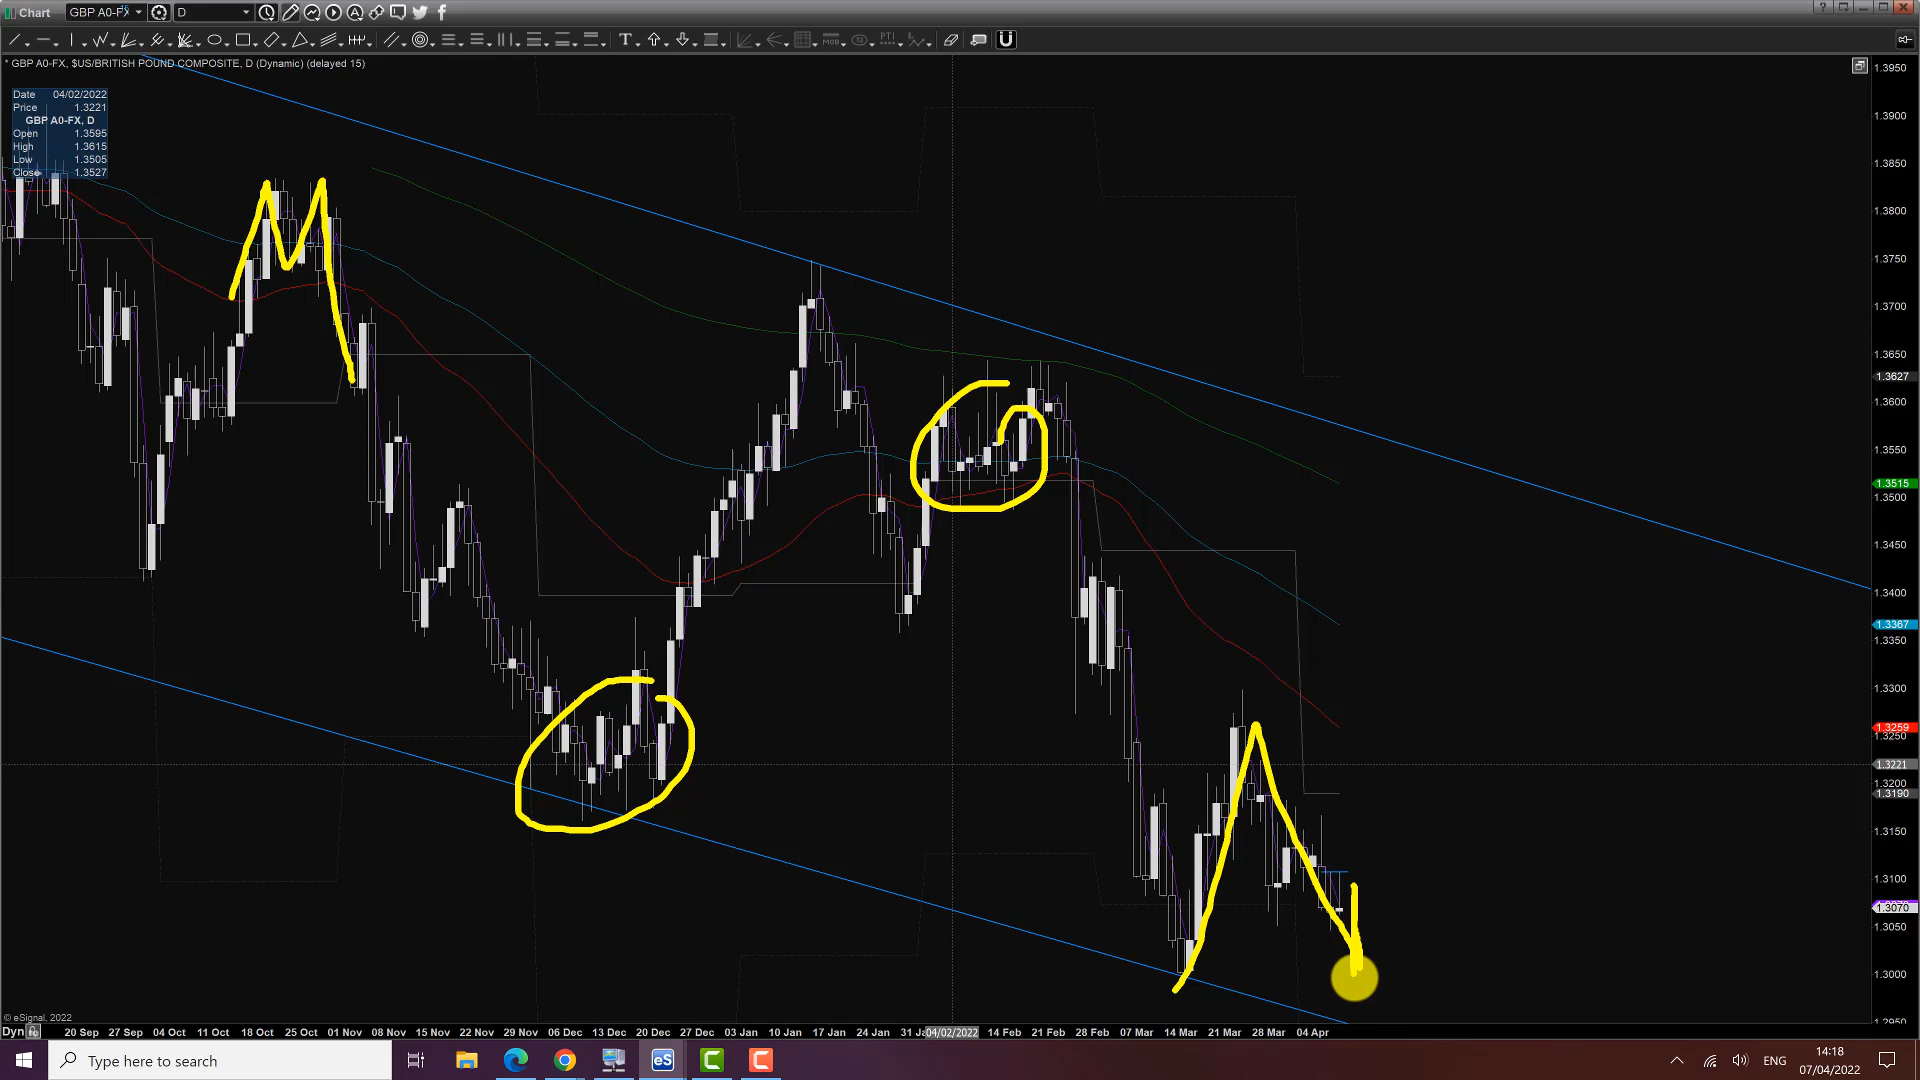 Chart GBP A0-FX D
* GBP A0-FX, $US/BRITISH POUND COMPOSITE, D (Dynamic) (delayed 15)
Date 04/02/2022
Price 1.3221
GBP A0-FX, D
Open 1.3595
High 1.3615
Low 1.3505
Close 1.3527
1.3950
1.3900
1.3850
1.3800
1.3750
1.3700
1.3650
1.3627
1.3600
1.3550
1.3515
1.3500
1.3450
1.3400
1.3367
1.3350
1.3300
1.3259
1.3250
1.3221
1.3200
1.3190
1.3150
1.3100
1.3070
1.3050
1.3000
1.2950
© eSignal, 2022
Dyn 20 Sep 27 Sep 04 Oct 11 Oct 18 Oct 25 Oct 01 Nov 08 Nov 15 Nov 22 Nov 29 Nov 06 Dec 13 Dec 20 Dec 27 Dec 03 Jan 10 Jan 17 Jan 24 Jan 31 Ja 04/02/2022 14 Feb 21 Feb 28 Feb 07 Mar 14 Mar 21 Mar 28 Mar 04 Apr
Type here to search
eS
ENG
14:18
07/04/2022